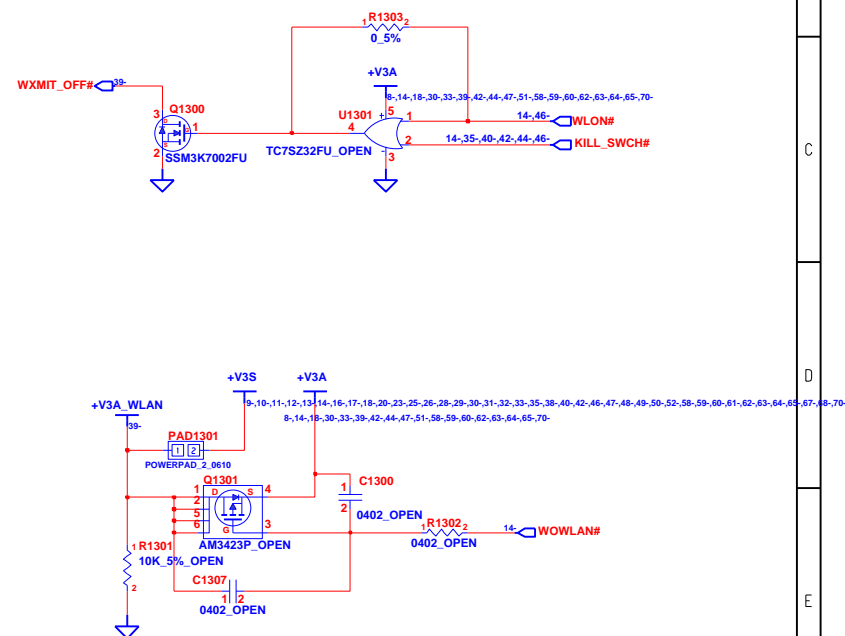 R1303
1 2
0_5%
+V3A
WXMIT_OFF# 39-
8-,14-,18-,30-,33-,39-,42-,44-,47-,51-,58-,59-,60-,62-,63-,64-,65-,70-
Q1300
3
D
G
S
1
2
SSM3K7002FU
U1301
+ 5
4
1
2
- 3
TC7SZ32FU_OPEN
14-,46- WLON#
14-,35-,40-,42-,44-,46- KILL_SWCH#
C
D
E
+V3S
+V3A
9-,10-,11-,12-,13-,14-,16-,17-,18-,20-,23-,25-,26-,28-,29-,30-,31-,32-,33-,35-,38-,40-,42-,46-,47-,48-,49-,50-,52-,58-,59-,60-,61-,62-,63-,64-,65-,67-,68-,70-
+V3A_WLAN
8-,14-,18-,30-,33-,39-,42-,44-,47-,51-,58-,59-,60-,62-,63-,64-,65-,70-
39-
PAD1301
1 2
POWERPAD_2_0610
Q1301
1 D S 4
2
5
6 G 3
AM3423P_OPEN
C1300
1
2
0402_OPEN
R1302
1 2
0402_OPEN
14- WOWLAN#
1 R1301
10K_5%_OPEN
2
C1307
1 2
0402_OPEN